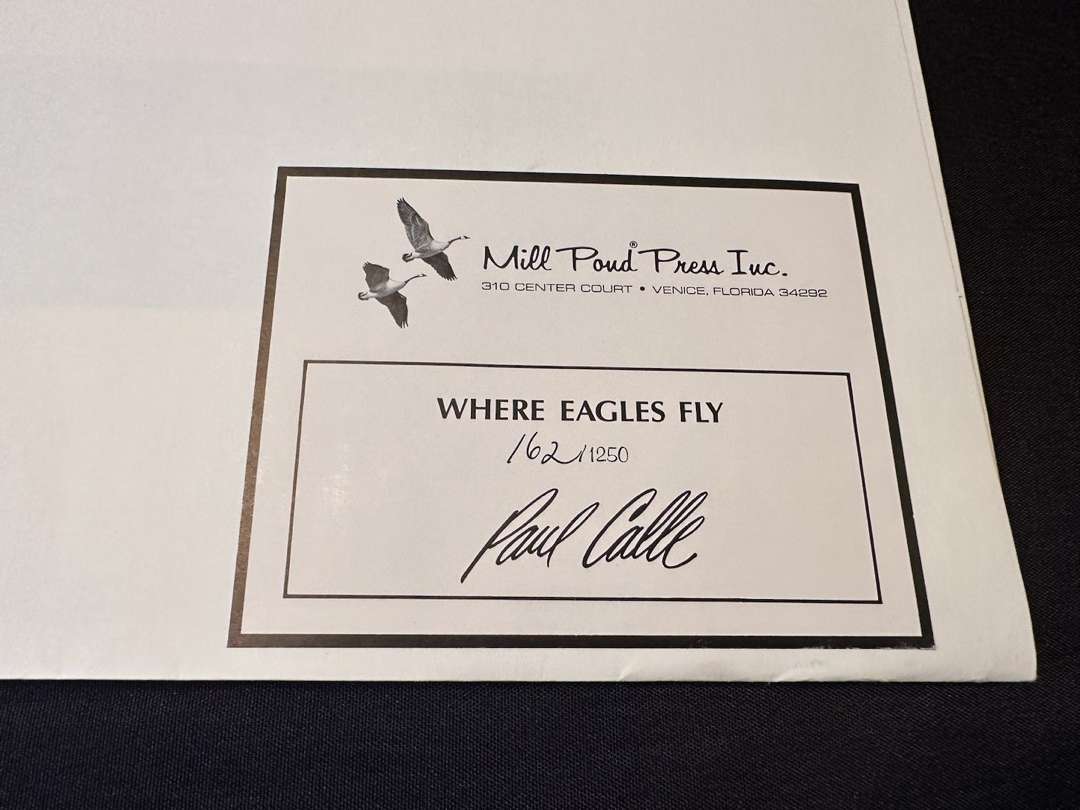 Mill Pond® Press Inc.
310 CENTER COURT • VENICE, FLORIDA 34292
WHERE EAGLES FLY
162/1250
Paul Calle